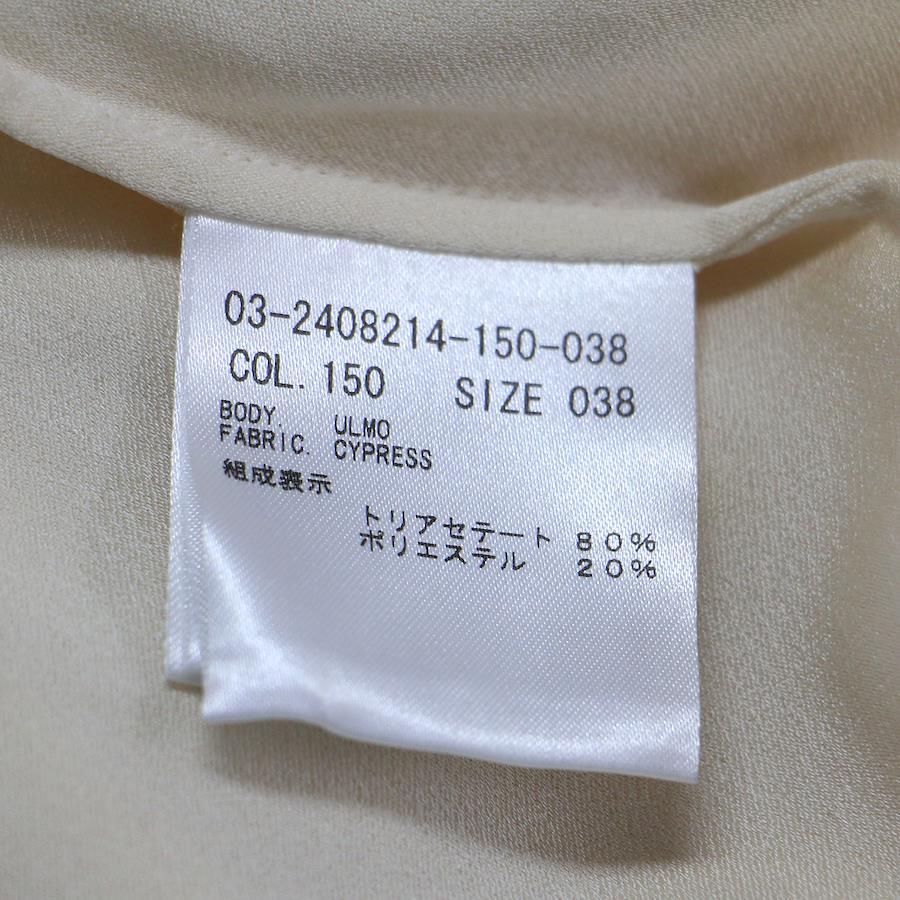 03-2408214-150-038
COL. 150 SIZE 038
BODY. ULMO
FABRIC. CYPRESS
組成表示
トリアセテート 80%
ポリエステル 20%